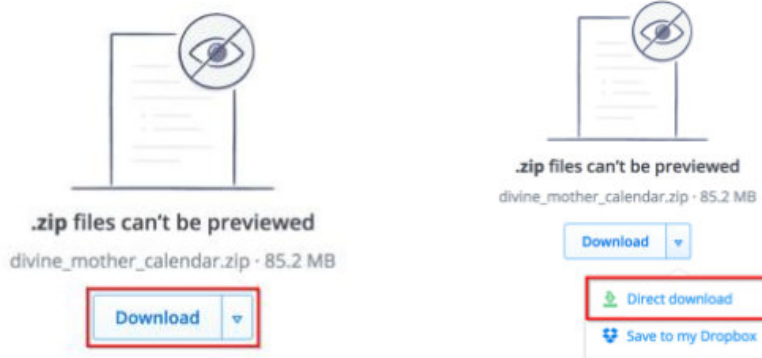 .zip files can't be previewed
divine_mother_calendar.zip · 85.2 MB
Download
.zip files can't be previewed
divine_mother_calendar.zip · 85.2 MB
Download
Direct download
Save to my Dropbox